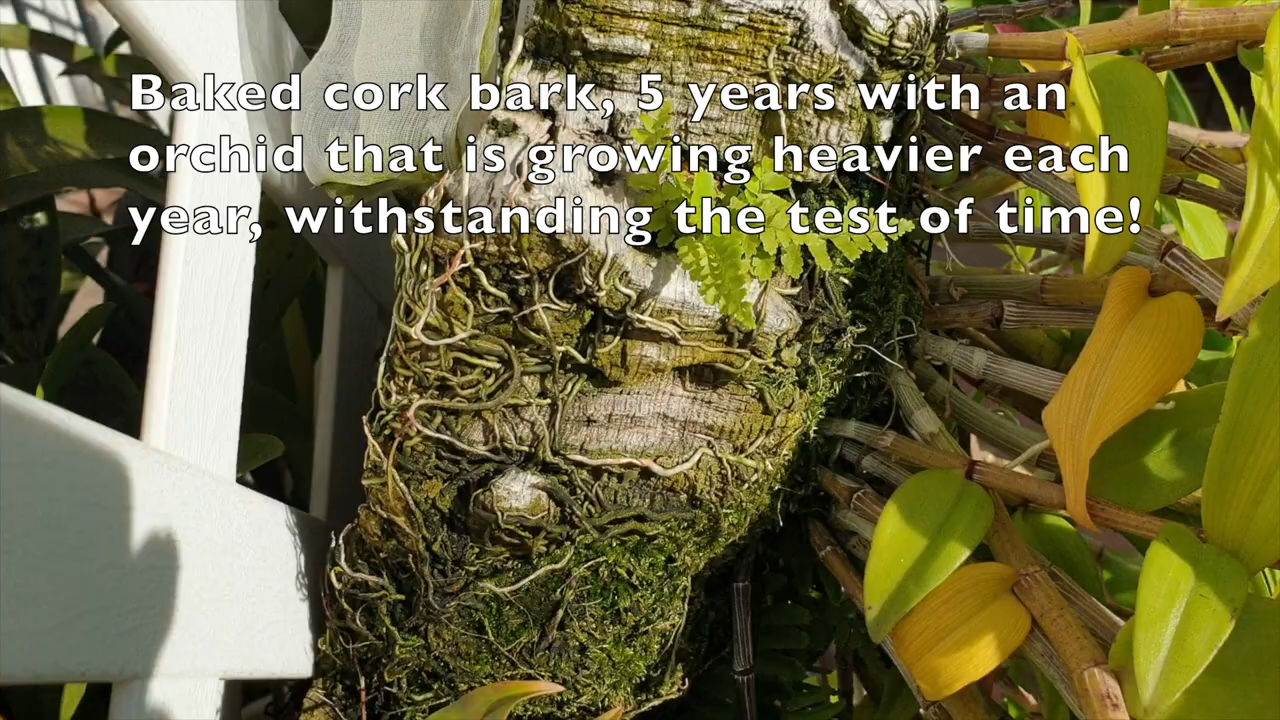 Baked cork bark, 5 years with an
orchid that is growing heavier each
year, withstanding the test of time!